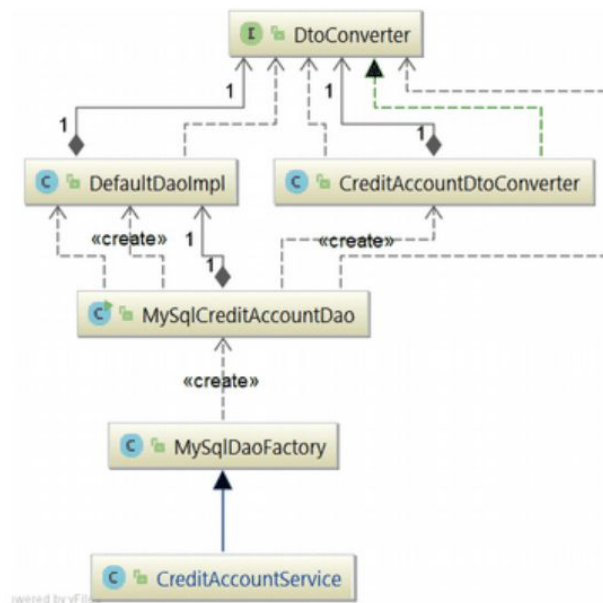 I DtoConverter
1 1
1 1
C DefaultDaoImpl C CreditAccountDtoConverter
«create» 1 «create»
1
C MySqlCreditAccountDao
«create»
C MySqlDaoFactory
C CreditAccountService